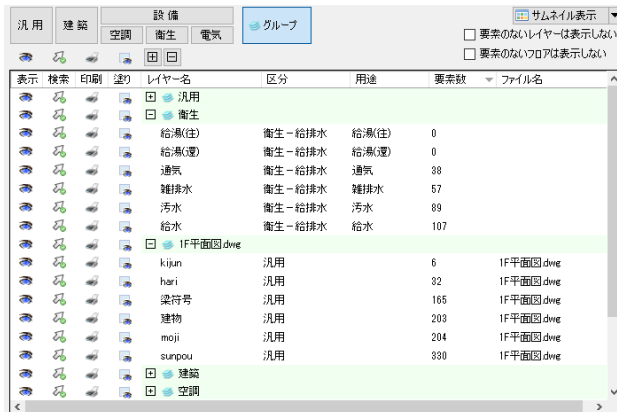 汎用 建築 設備 空調 衛生 電気 グループ サムネイル表示
要素のないレイヤーは表示しない
要素のないフロアは表示しない
表示 検索 印刷 塗り レイヤー名 区分 用途 要素数 ファイル名
汎用
衛生
給湯(往) 衛生－給排水 給湯(往) 0
給湯(還) 衛生－給排水 給湯(還) 0
通気 衛生－給排水 通気 38
雑排水 衛生－給排水 雑排水 57
汚水 衛生－給排水 汚水 89
給水 衛生－給排水 給水 107
1F平面図.dwg
kijun 汎用 6 1F平面図.dwg
hari 汎用 32 1F平面図.dwg
梁符号 汎用 165 1F平面図.dwg
建物 汎用 203 1F平面図.dwg
moji 汎用 204 1F平面図.dwg
sunpou 汎用 330 1F平面図.dwg
建築
空調